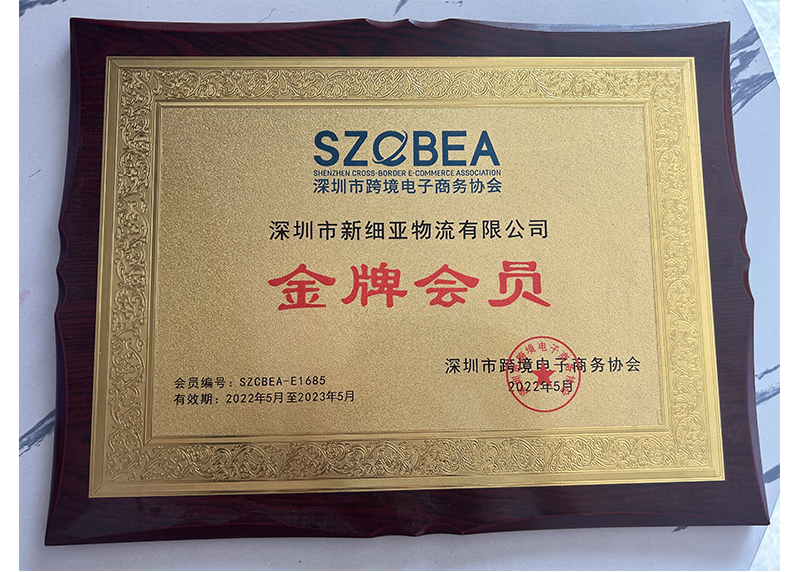 SZCBEA
SHENZHEN CROSS-BORDER E-COMMERCE ASSOCIATION
深圳市跨境电子商务协会
深圳市新细亚物流有限公司
金牌会员
会员编号：SZCBEA-E1685
有效期：2022年5月至2023年5月
深圳市跨境电子商务协会
2022年5月